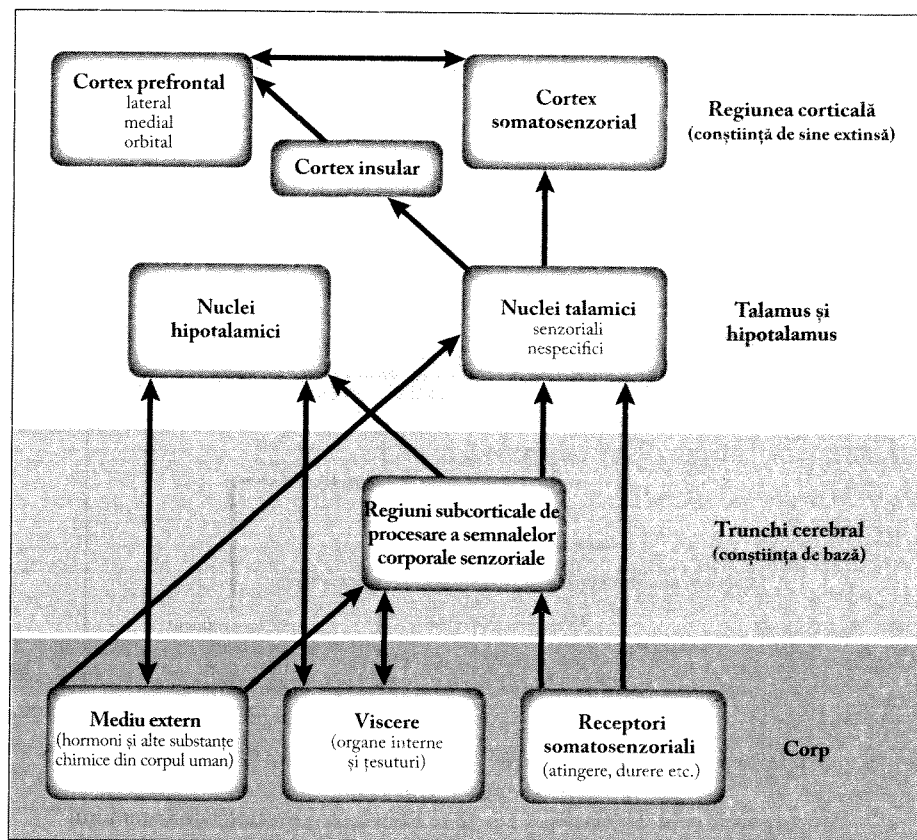 Cortex prefrontal
lateral
medial
orbital
Cortex
somatosenzorial
Regiunea corticală
(conștiință de sine extinsă)
Cortex insular
Nuclei
hipotalamici
Nuclei talamici
senzoriali
nespecifici
Talamus și
hipotalamus
Regiuni subcorticale de
procesare a semnalelor
corporale senzoriale
Trunchi cerebral
(conștiința de bază)
Mediu extern
(hormoni și alte substanțe
chimice din corpul uman)
Viscere
(organe interne
și țesuturi)
Receptori
somatosenzoriali
(atingere, durere etc.)
Corp